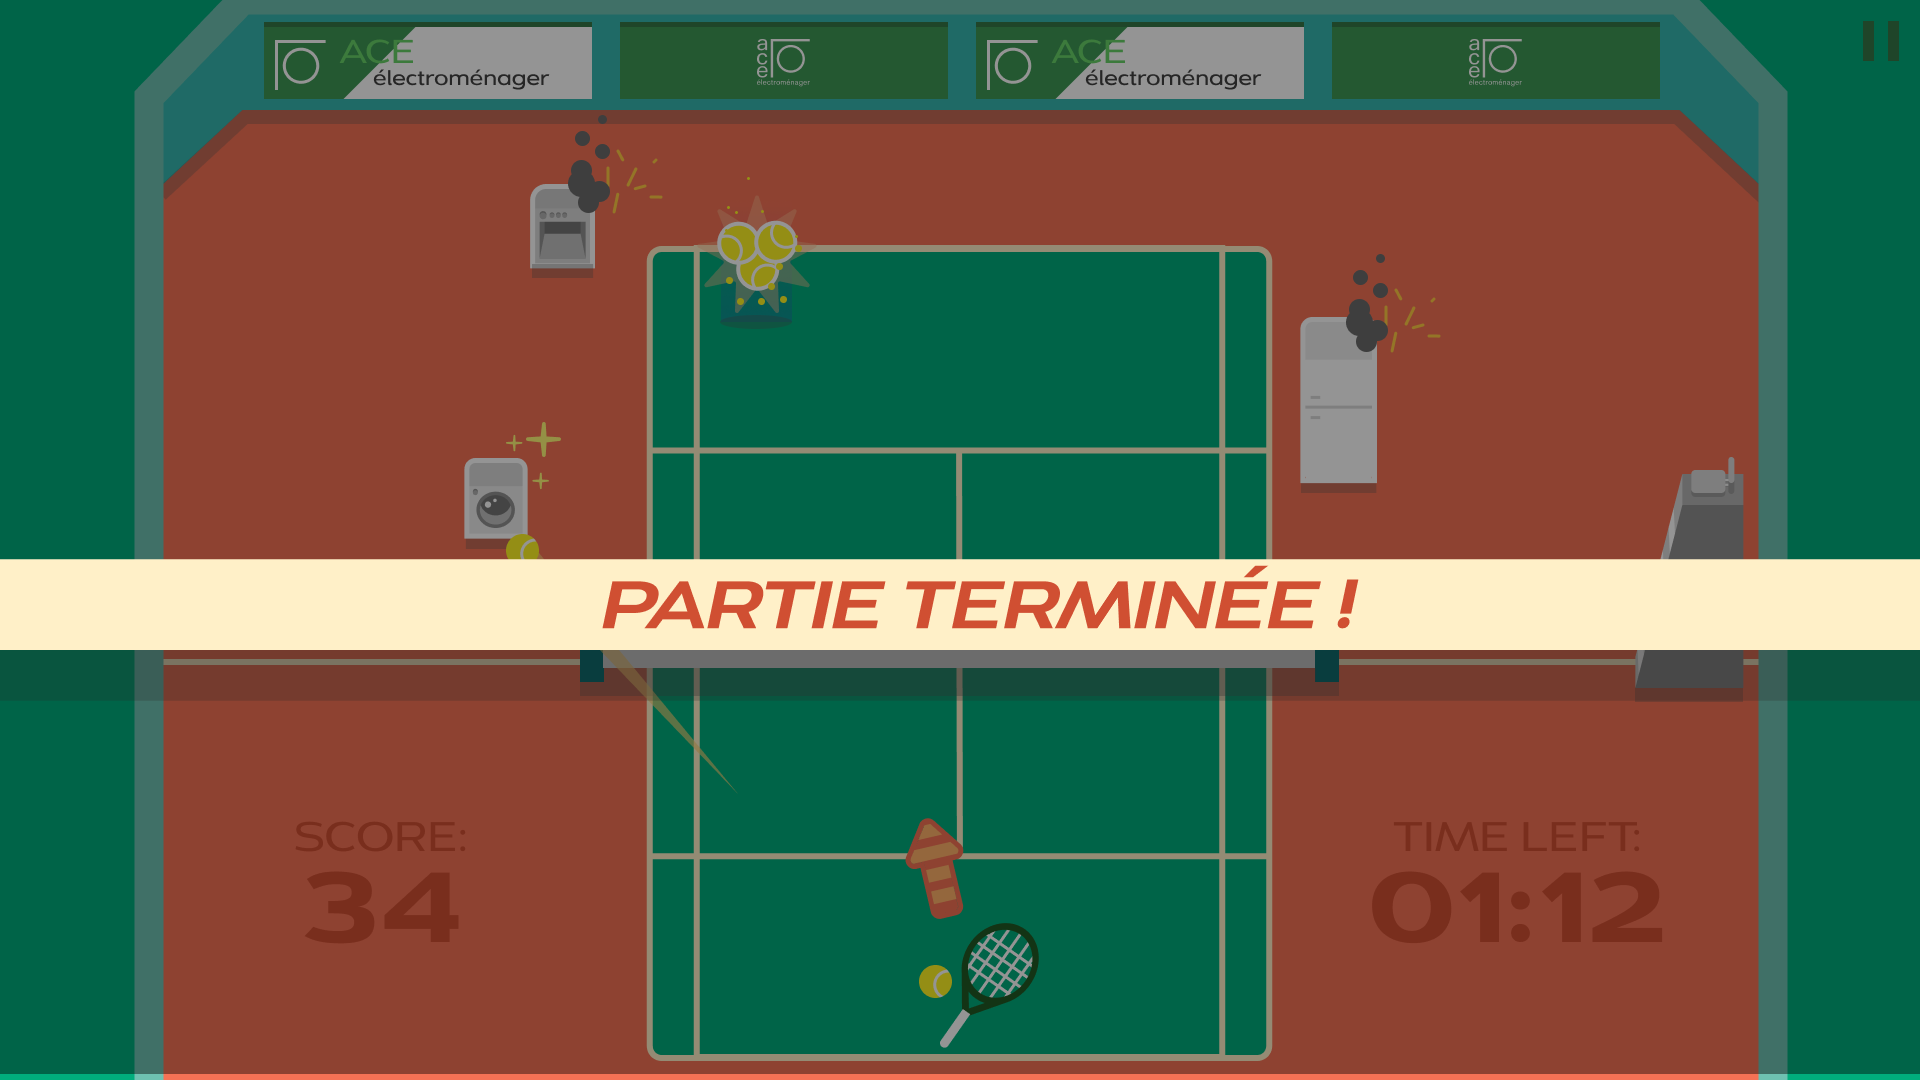 ACE
électroménager
ace
électroménager
ACE
électroménager
ace
électroménager
PARTIE TERMINÉE !
SCORE:
34
TIME LEFT:
01:12